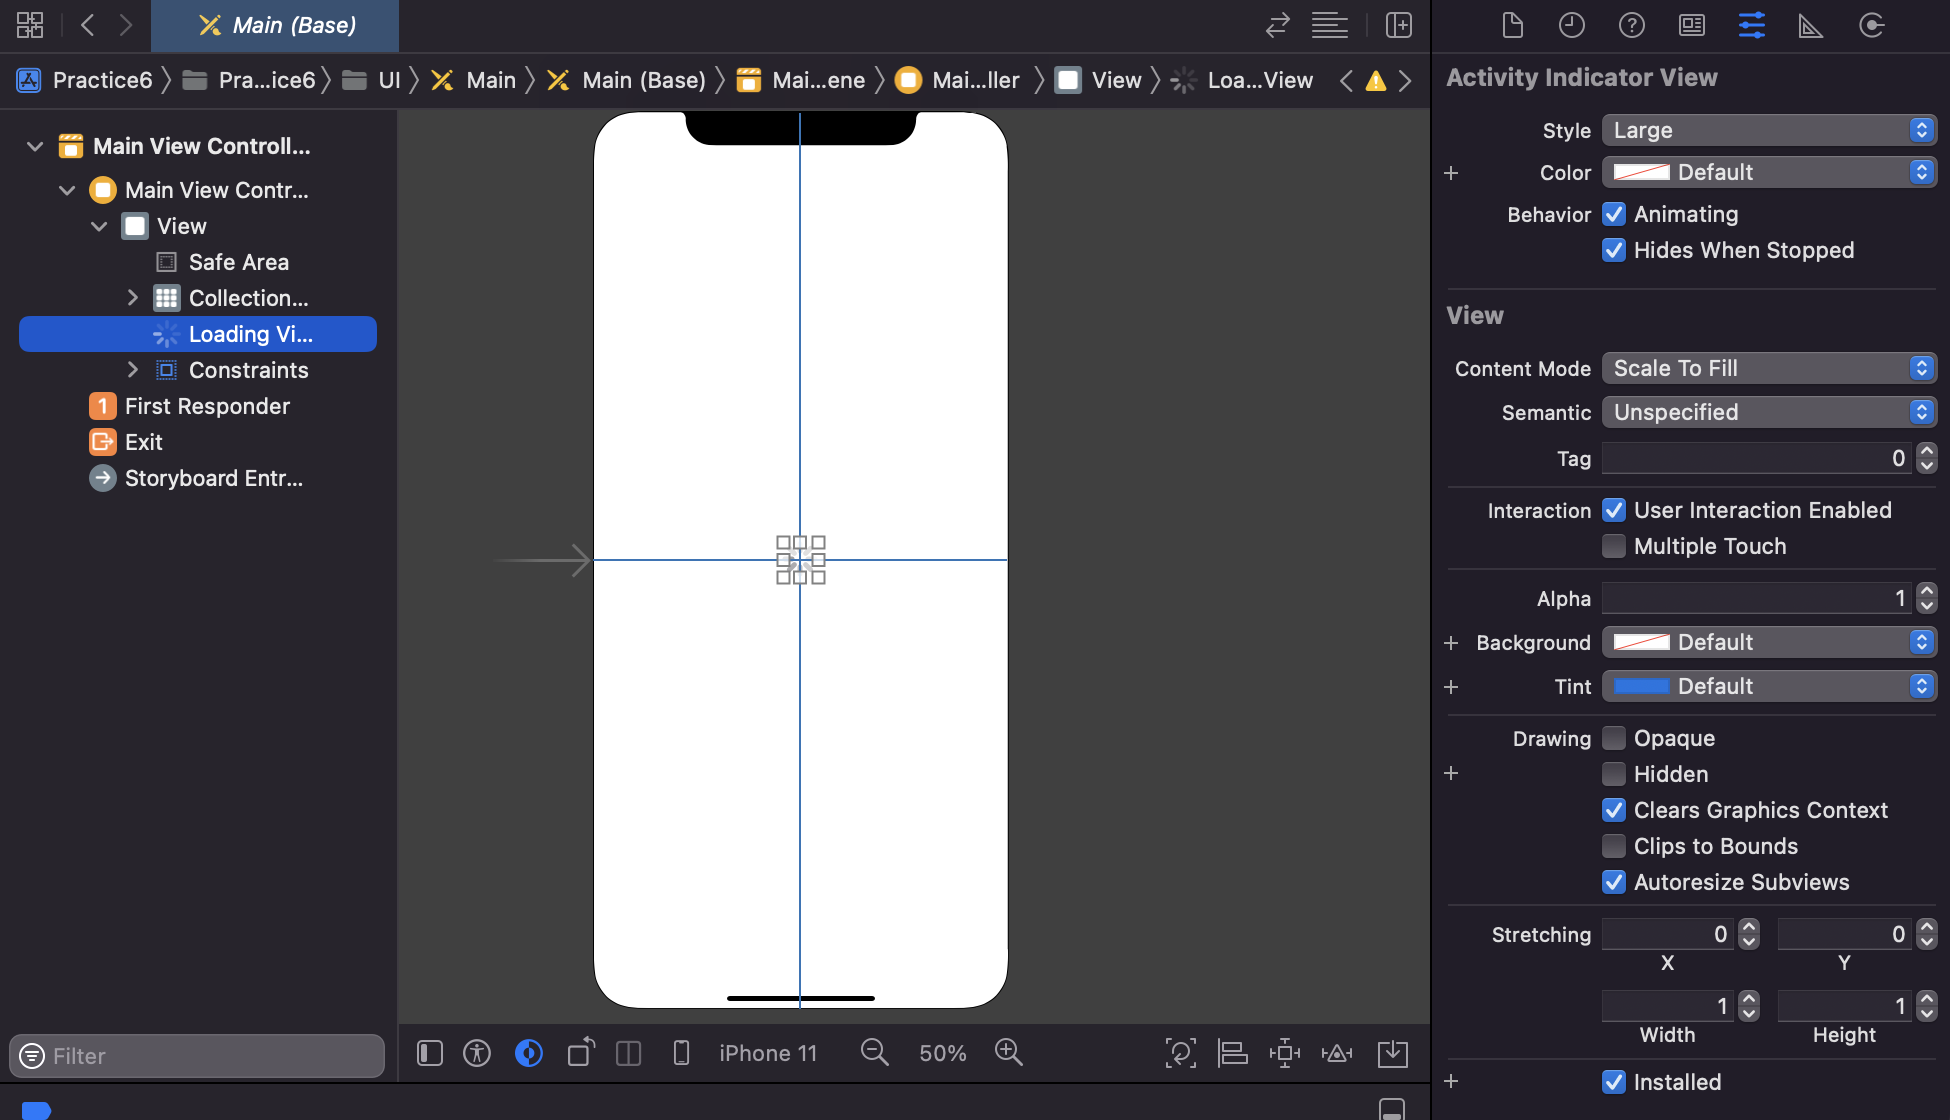 Main (Base)
Practice6
Pra...ice6
UI
Main
Main (Base)
Mai...ene
Mai...ller
View
Loa...View
Main View Controll...
Main View Contr...
View
Safe Area
Collection...
Loading Vi...
Constraints
1 First Responder
Exit
Storyboard Entr...
Filter
iPhone 11
50%
Activity Indicator View
Style Large
Color Default
Behavior Animating
Hides When Stopped
View
Content Mode Scale To Fill
Semantic Unspecified
Tag 0
Interaction User Interaction Enabled
Multiple Touch
Alpha 1
Background Default
Tint Default
Drawing Opaque
Hidden
Clears Graphics Context
Clips to Bounds
Autoresize Subviews
Stretching 0 0
X Y
1 1
Width Height
Installed